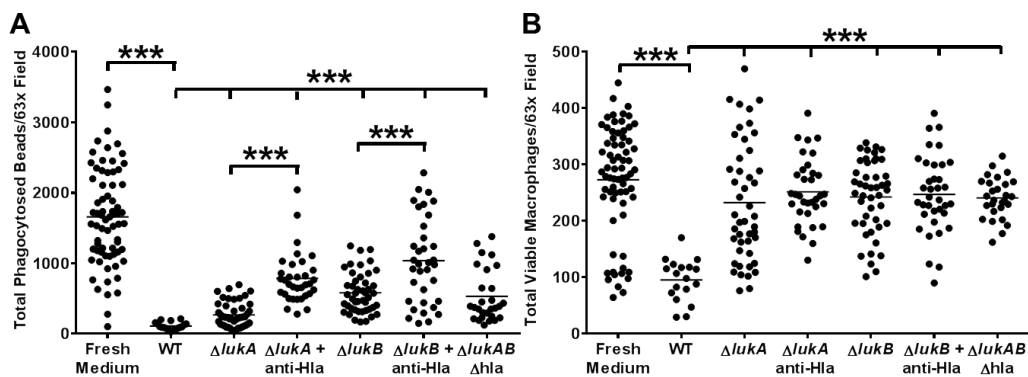 A
Total Phagocytosed Beads/63x Field
4000
3000
2000
1000
0
***
***
***
***
Fresh
Medium
WT
ΔlukA
ΔlukA +
anti-Hla
ΔlukB
ΔlukB +
anti-Hla
ΔlukAB
Δhla
B
Total Viable Macrophages/63x Field
500
400
300
200
100
0
***
***
Fresh
Medium
WT
ΔlukA
ΔlukA
anti-Hla
ΔlukB
ΔlukB +
anti-Hla
ΔlukAB
Δhla